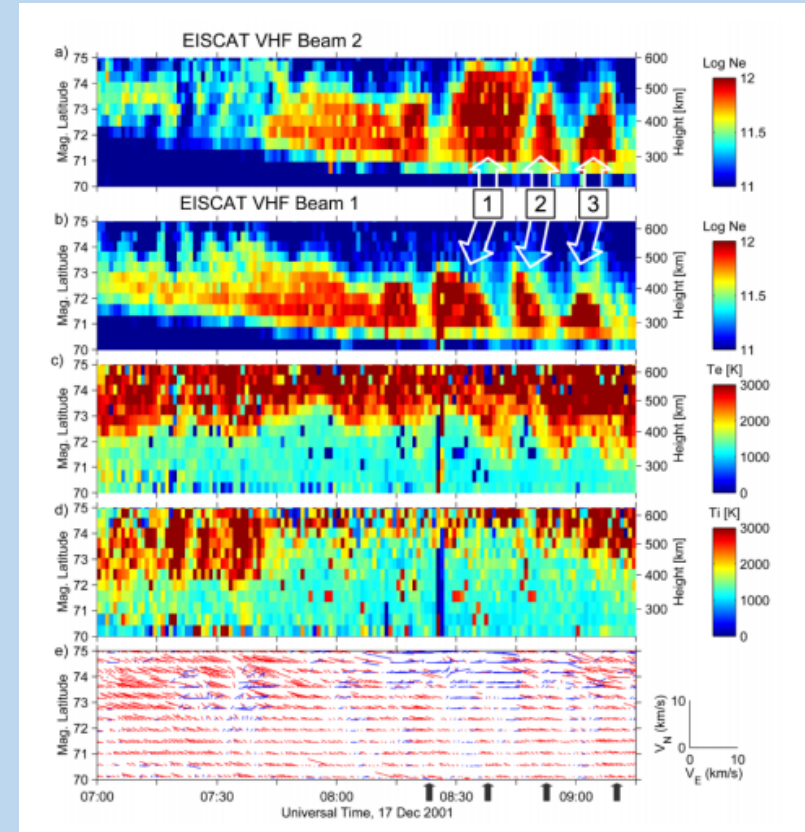 EISCAT VHF Beam 2
a)
75
74
73
72
71
70
Mag. Latitude
600
500
400
300
Height [km]
Log Ne
12
11.5
11
1 2 3
EISCAT VHF Beam 1
b)
75
74
73
72
71
70
Mag. Latitude
600
500
400
300
Height [km]
Log Ne
12
11.5
11
c)
75
74
73
72
71
70
Mag. Latitude
600
500
400
300
Height [km]
Te [K]
3000
2000
1000
0
d)
75
74
73
72
71
70
Mag. Latitude
600
500
400
300
Height [km]
Ti [K]
3000
2000
1000
0
e)
75
74
73
72
71
70
Mag. Latitude
07:00 07:30 08:00 08:30 09:00
Universal Time, 17 Dec 2001
10
0
V_N (km/s)
0 10
V_E (km/s)